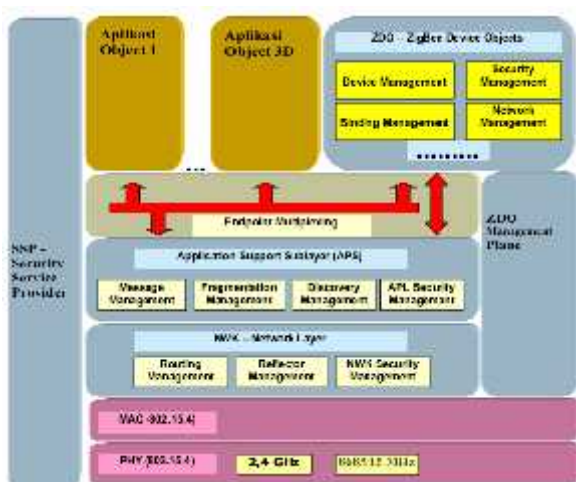 Aplikasi
Object 1
Aplikasi
Object 3D
ZDO – ZigBee Device Objects
Device Management
Security
Management
Binding Management
Network
Management
Endpoint Multiplexing
SSP –
Security
Service
Provider
ZDO
Management
Plane
Application Support Sublayer (APS)
Message
Management
Fragmentation
Management
Discovery
Management
APL Security
Management
NWK – Network Layer
Routing
Management
Reflector
Management
NWK Security
Management
MAC (802.15.4)
PHY (802.15.4)
2,4 GHz